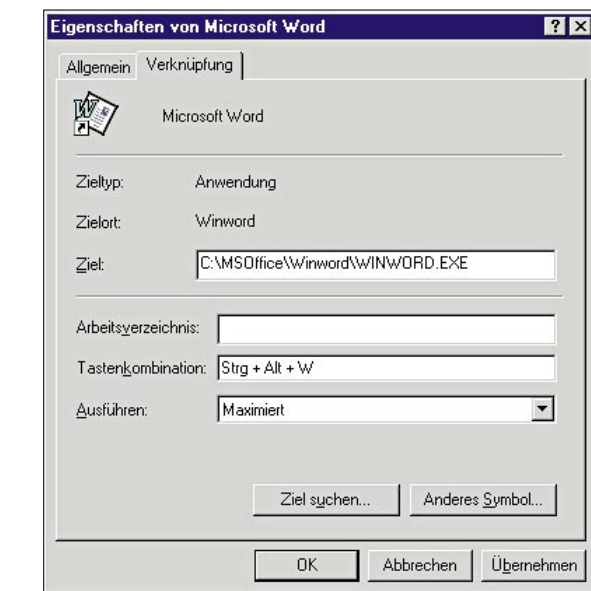 Eigenschaften von Microsoft Word
Allgemein Verknüpfung
Microsoft Word
Zieltyp: Anwendung
Zielort: Winword
Ziel: C:\MSOffice\Winword\WINWORD.EXE
Arbeitsverzeichnis:
Tastenkombination: Strg + Alt + W
Ausführen: Maximiert
Ziel suchen... Anderes Symbol...
OK Abbrechen Übernehmen